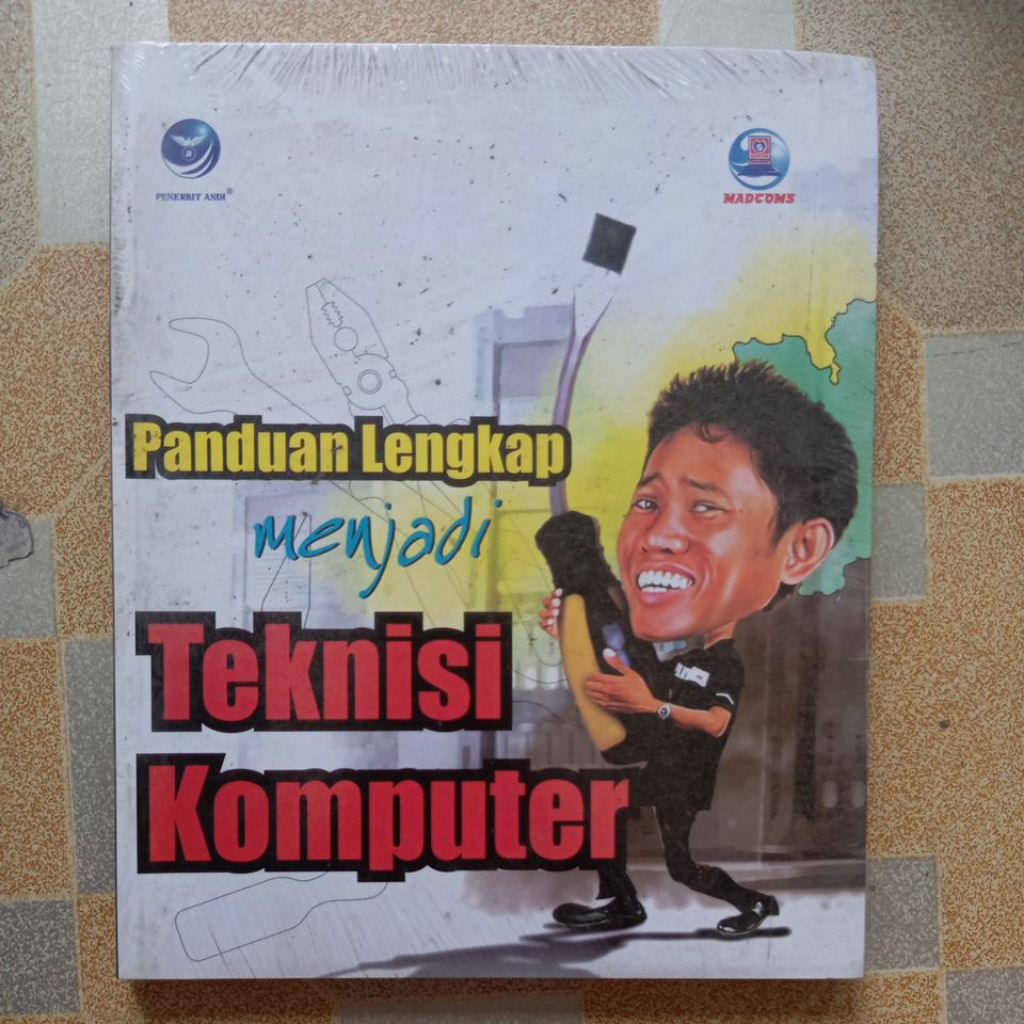 PENERBIT ANDI®
MADCOMS
Panduan Lengkap
menjadi
Teknisi
Komputer